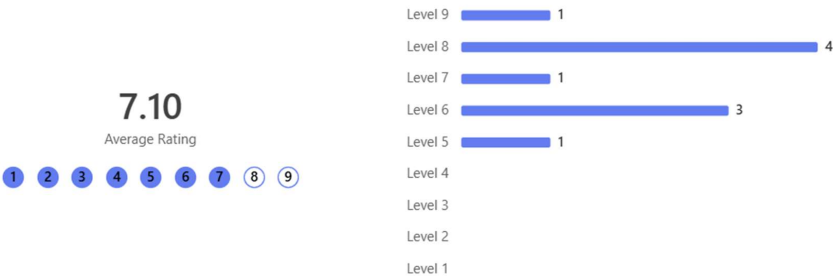 7.10
Average Rating
1 2 3 4 5 6 7 8 9
Level 9 1
Level 8 4
Level 7 1
Level 6 3
Level 5 1
Level 4
Level 3
Level 2
Level 1